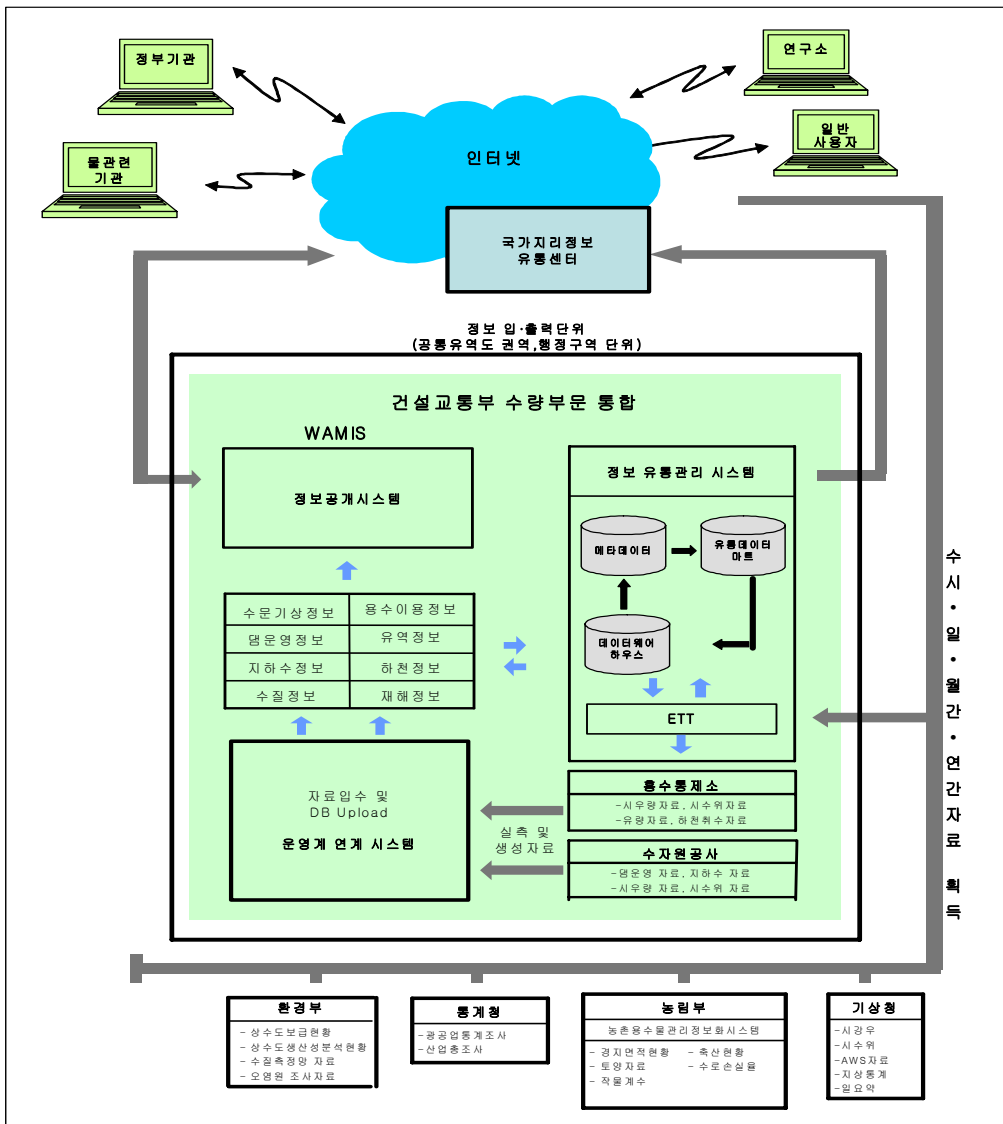 정부기관
연구소
물관련
기관
일반
사용자
인터넷
국가지리정보
유통센터
정보 입·출력단위
(공통유역도 권역,행정구역 단위)
건설교통부 수량부문 통합
WAMIS
정보공개시스템
정보 유통관리 시스템
메타데이터
유통데이터
마트
데이터웨어
하우스
ETT
수문기상정보
용수이용정보
댐운영정보
유역정보
지하수정보
하천정보
수질정보
재해정보
자료입수 및
DB Upload
운영계 연계 시스템
실측 및
생성자료
홍수통제소
-시우량자료, 시수위자료
-유량자료, 하천취수자료
수자원공사
-댐운영 자료, 지하수 자료
-시우량 자료, 시수위 자료
수시·일·월간·연간자료 획득
환경부
- 상수도보급현황
- 상수도생산성분석현황
- 수질측정망 자료
- 오염원 조사자료
통계청
-광공업통계조사
-산업총조사
농림부
농촌용수물관리정보화시스템
- 경지면적현황 - 축산현황
- 토양자료 - 수로손실율
- 작물계수
기상청
-시강우
-시수위
-AWS자료
-지상통계
-일요약